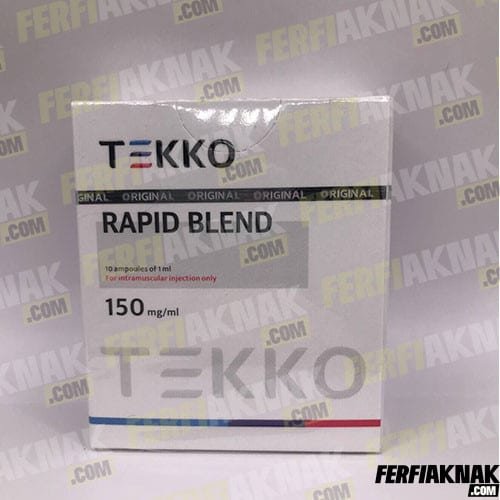 TEKKO
ORIGINAL ORIGINAL ORIGINAL ORIGINAL ORIGINAL
RAPID BLEND
10 ampoules of 1 ml
For intramuscular injection only
150 mg/ml
TEKKO
FERFIAKNAK
.COM